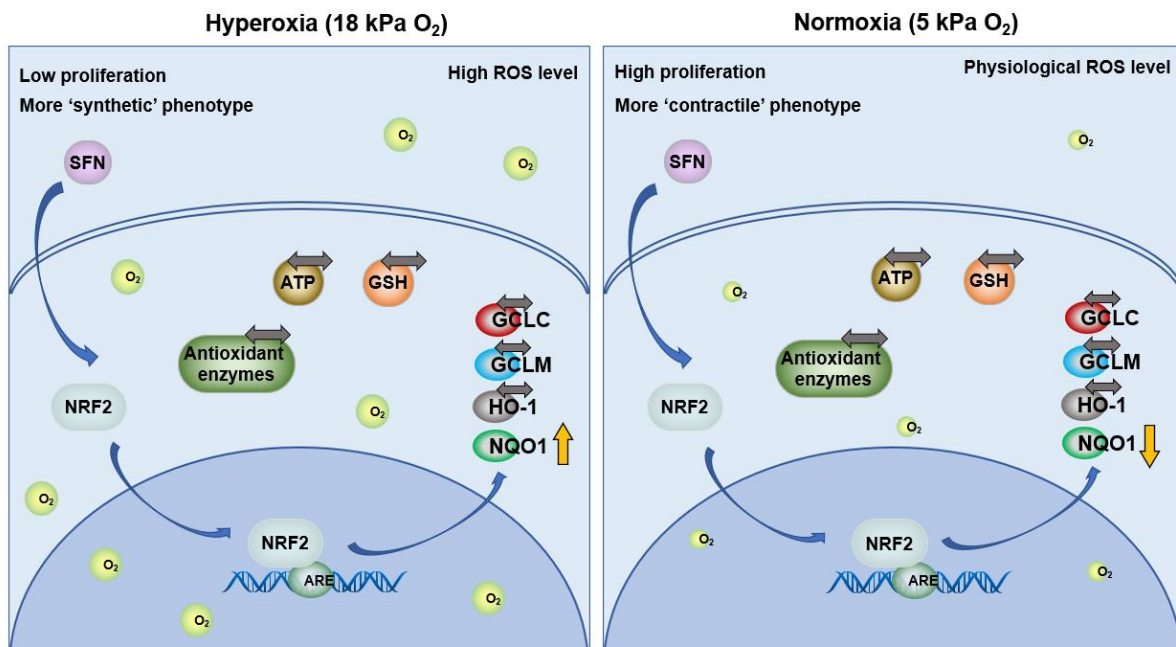 Hyperoxia (18 kPa O₂)
Low proliferation
High ROS level
More ‘synthetic’ phenotype
O₂
O₂
SFN
O₂
ATP
GSH
GCLC
Antioxidant
enzymes
GCLM
NRF2
O₂
HO-1
NQO1
O₂
NRF2
O₂
ARE
O₂
O₂
Normoxia (5 kPa O₂)
High proliferation
Physiological ROS level
More ‘contractile’ phenotype
O₂
SFN
O₂
ATP
GSH
GCLC
Antioxidant
enzymes
GCLM
NRF2
HO-1
O₂
NQO1
O₂
NRF2
O₂
ARE